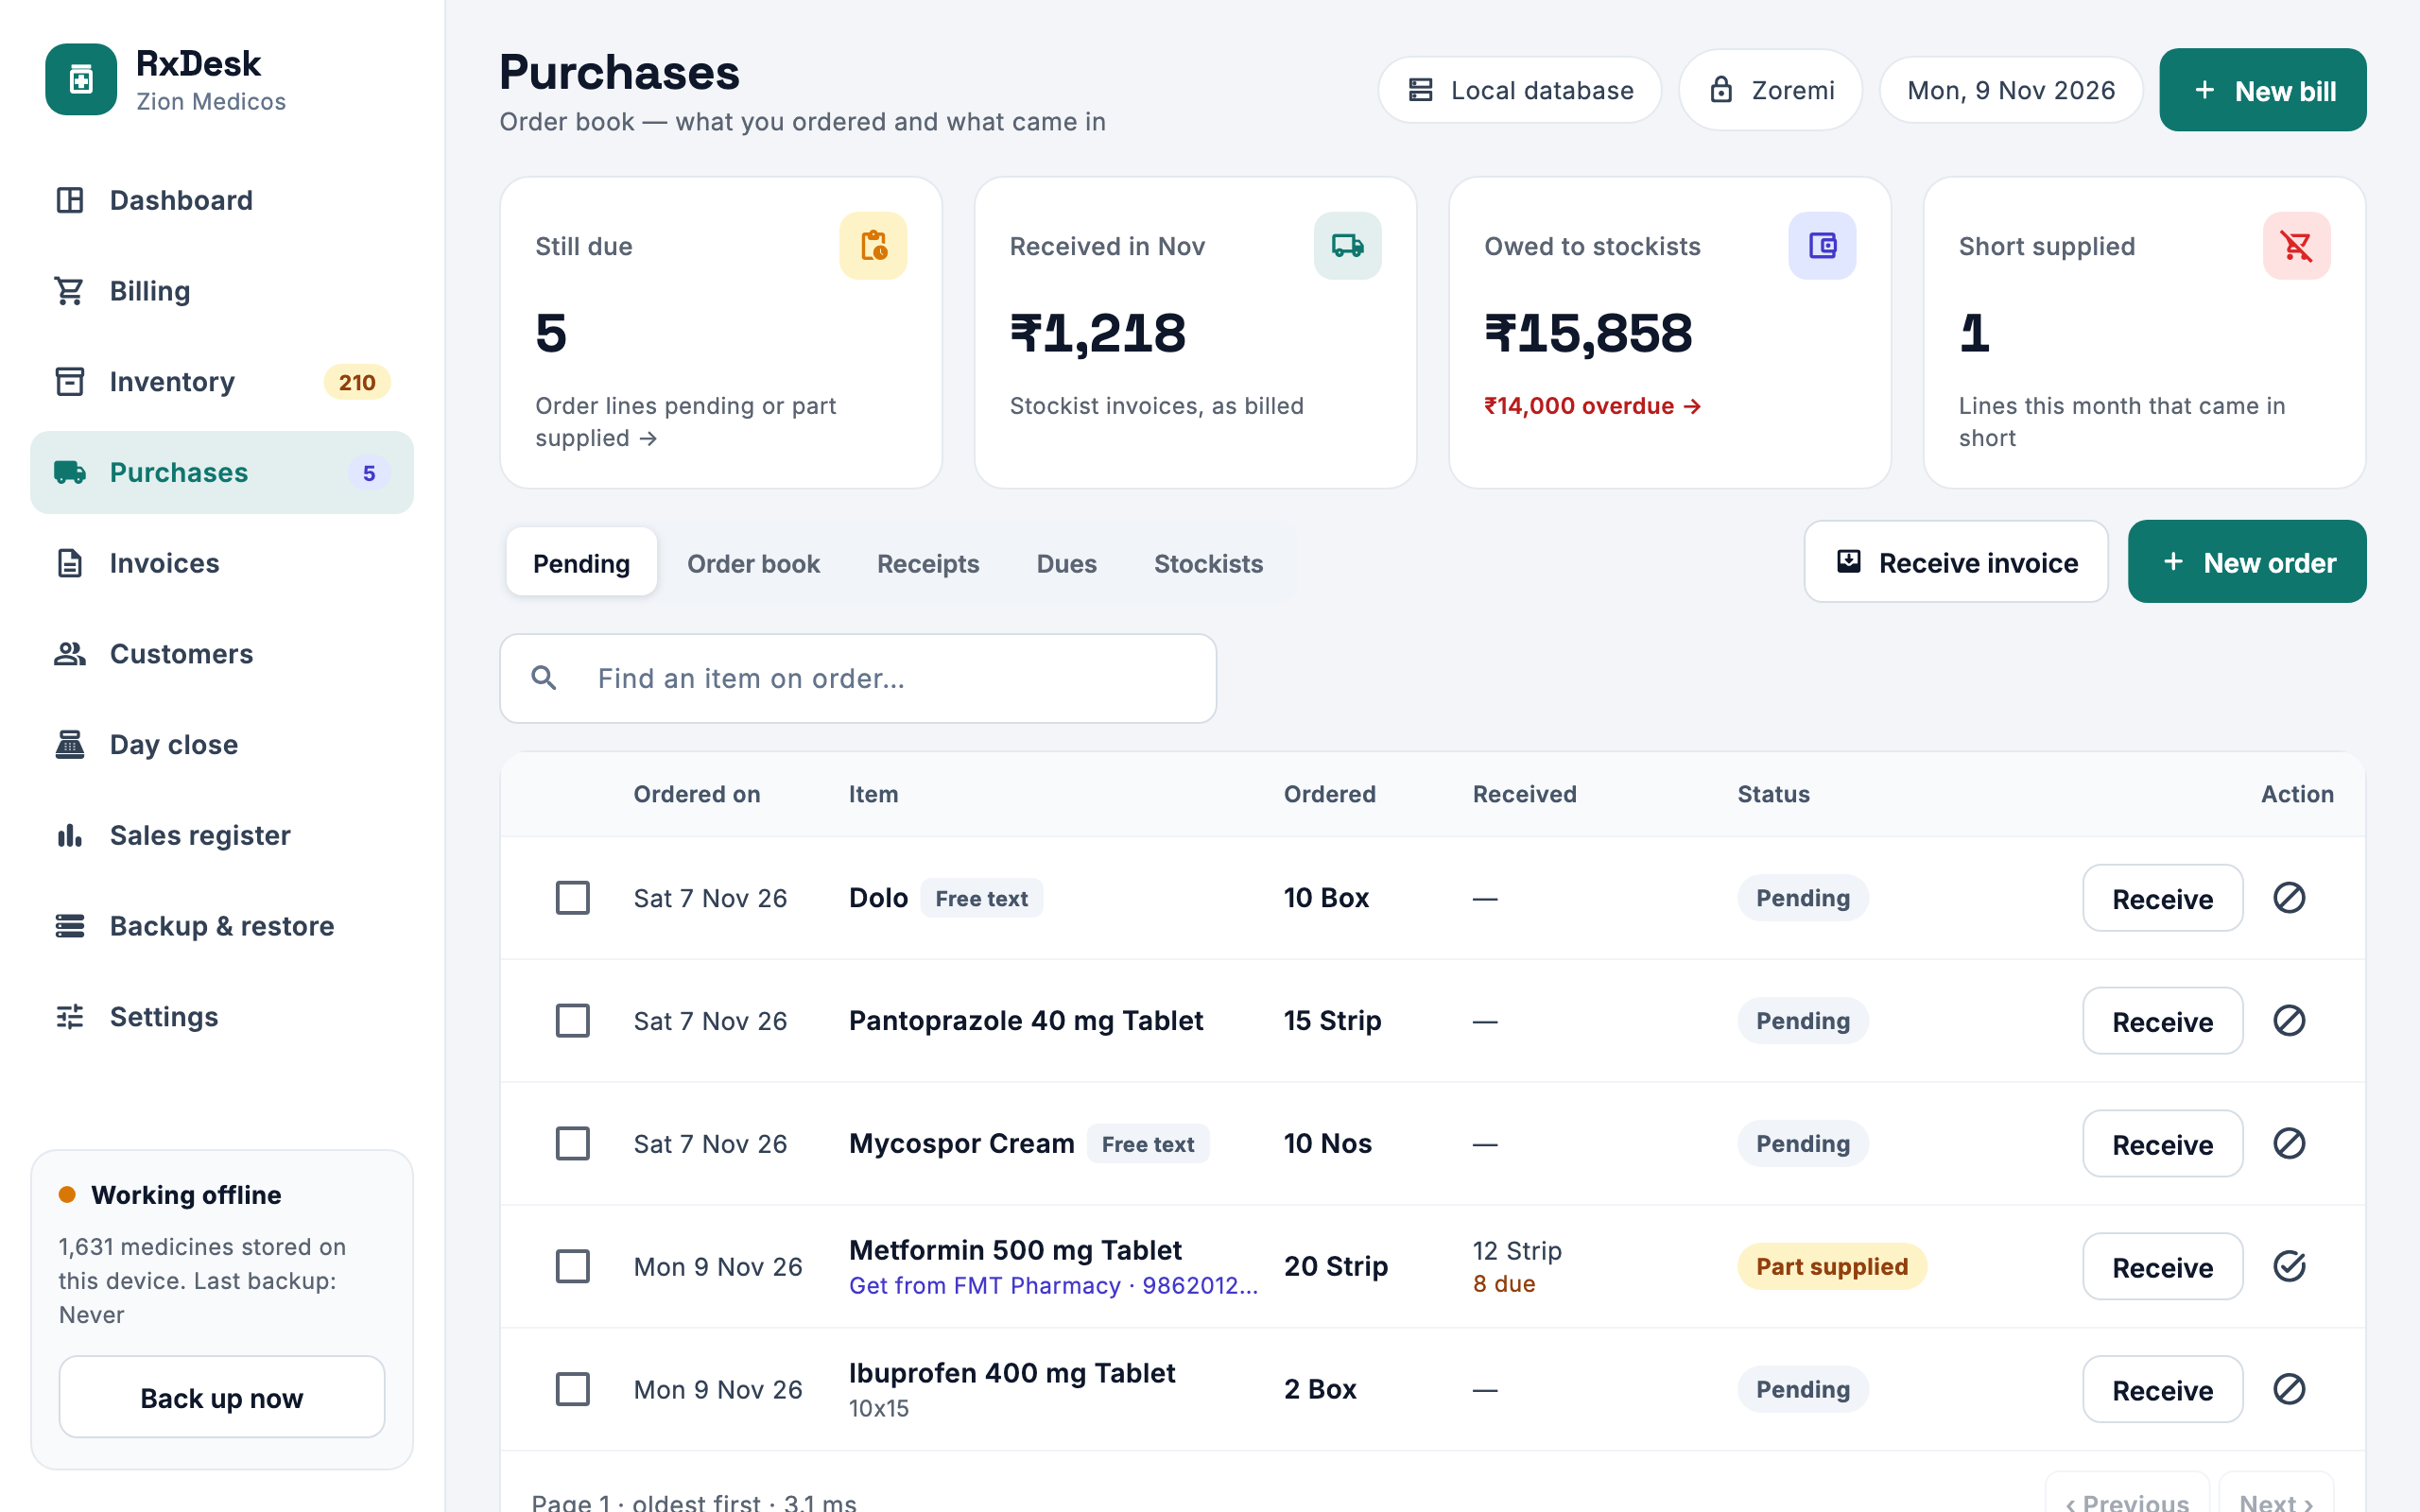 RxDesk
Zion Medicos
Dashboard
Billing
Inventory 210
Purchases 5
Invoices
Customers
Day close
Sales register
Backup & restore
Settings
Working offline
1,631 medicines stored on
this device. Last backup:
Never
Back up now
Purchases
Order book — what you ordered and what came in
Local database
Zoremi
Mon, 9 Nov 2026
+ New bill
Still due
5
Order lines pending or part
supplied →
Received in Nov
₹1,218
Stockist invoices, as billed
Owed to stockists
₹15,858
₹14,000 overdue →
Short supplied
1
Lines this month that came in
short
Pending Order book Receipts Dues Stockists
Receive invoice
+ New order
Find an item on order...
Ordered on Item Ordered Received Status Action
Sat 7 Nov 26 Dolo Free text 10 Box — Pending Receive
Sat 7 Nov 26 Pantoprazole 40 mg Tablet 15 Strip — Pending Receive
Sat 7 Nov 26 Mycospor Cream Free text 10 Nos — Pending Receive
Mon 9 Nov 26 Metformin 500 mg Tablet 20 Strip 12 Strip Part supplied Receive
Get from FMT Pharmacy · 9862012... 8 due
Mon 9 Nov 26 Ibuprofen 400 mg Tablet 2 Box — Pending Receive
10x15
Page 1 · oldest first · 3.1 ms
‹ Previous Next ›